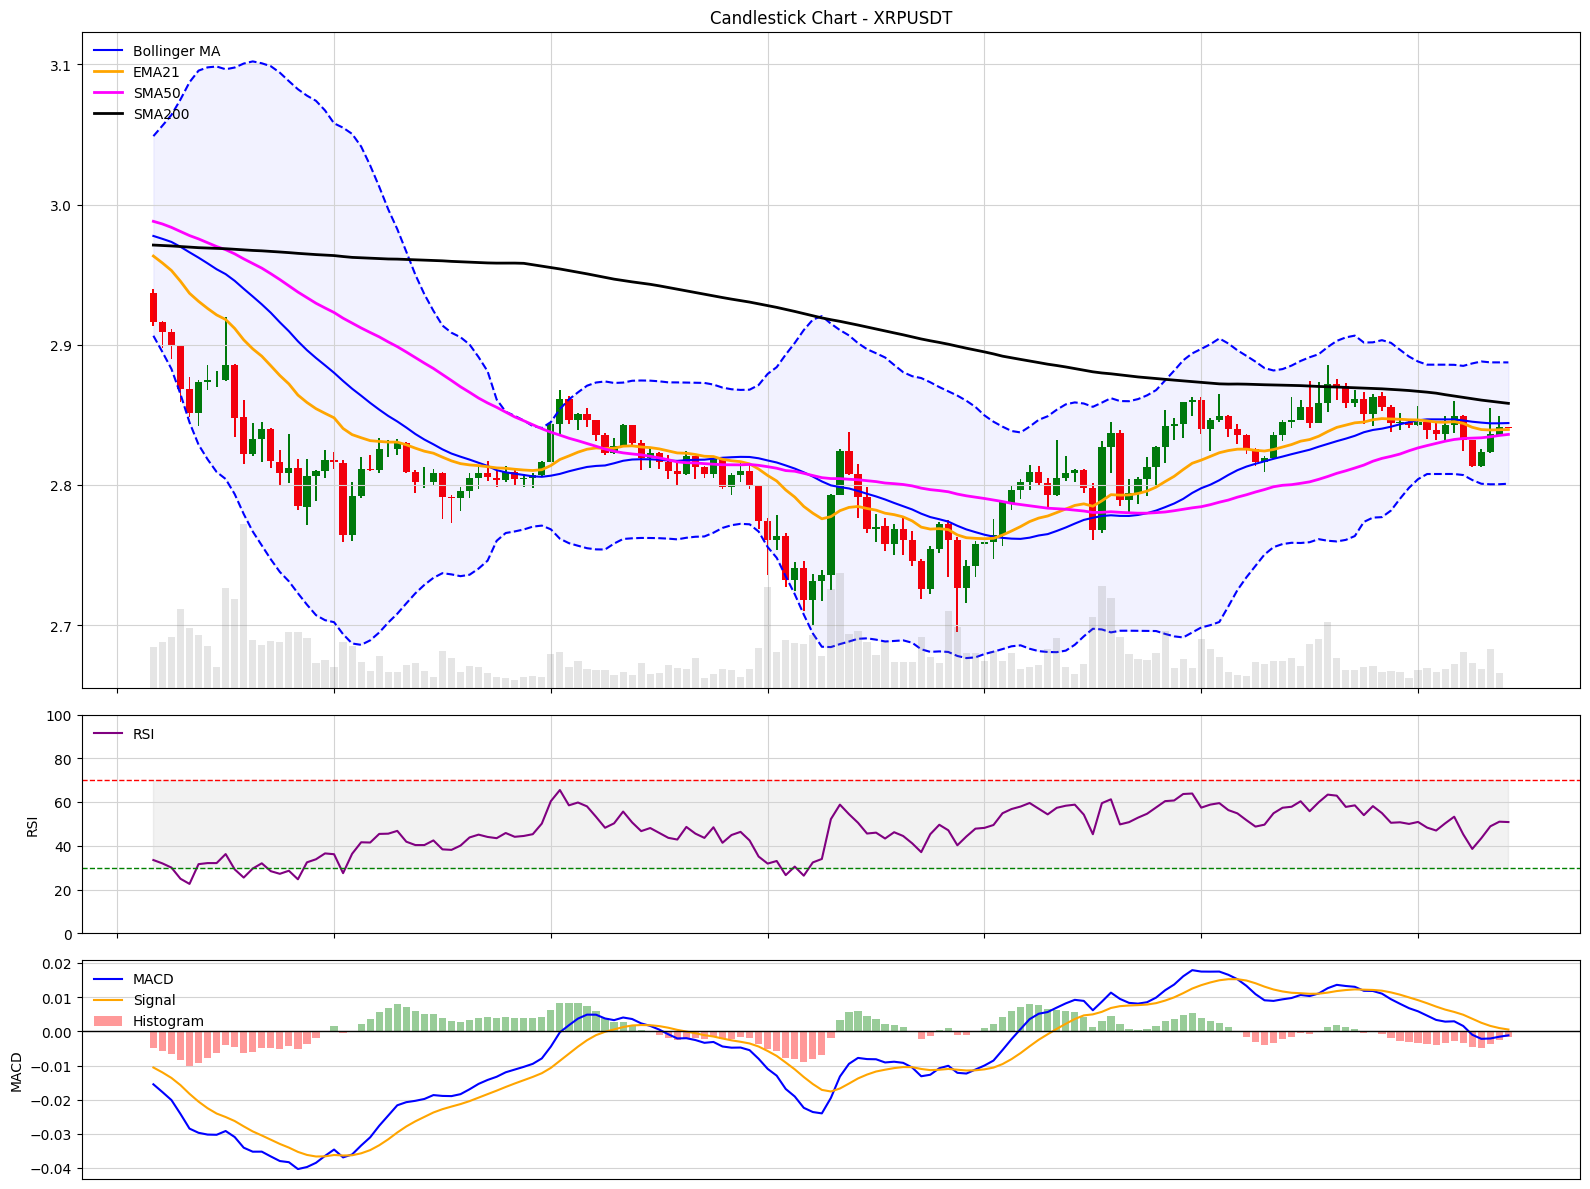 Candlestick Chart - XRPUSDT
Bollinger MA
EMA21
SMA50
SMA200
3.1
3.0
2.9
2.8
2.7
RSI
100
80
60
40
20
0
RSI
MACD
Signal
Histogram
0.02
0.01
0.00
−0.01
−0.02
−0.03
−0.04
MACD